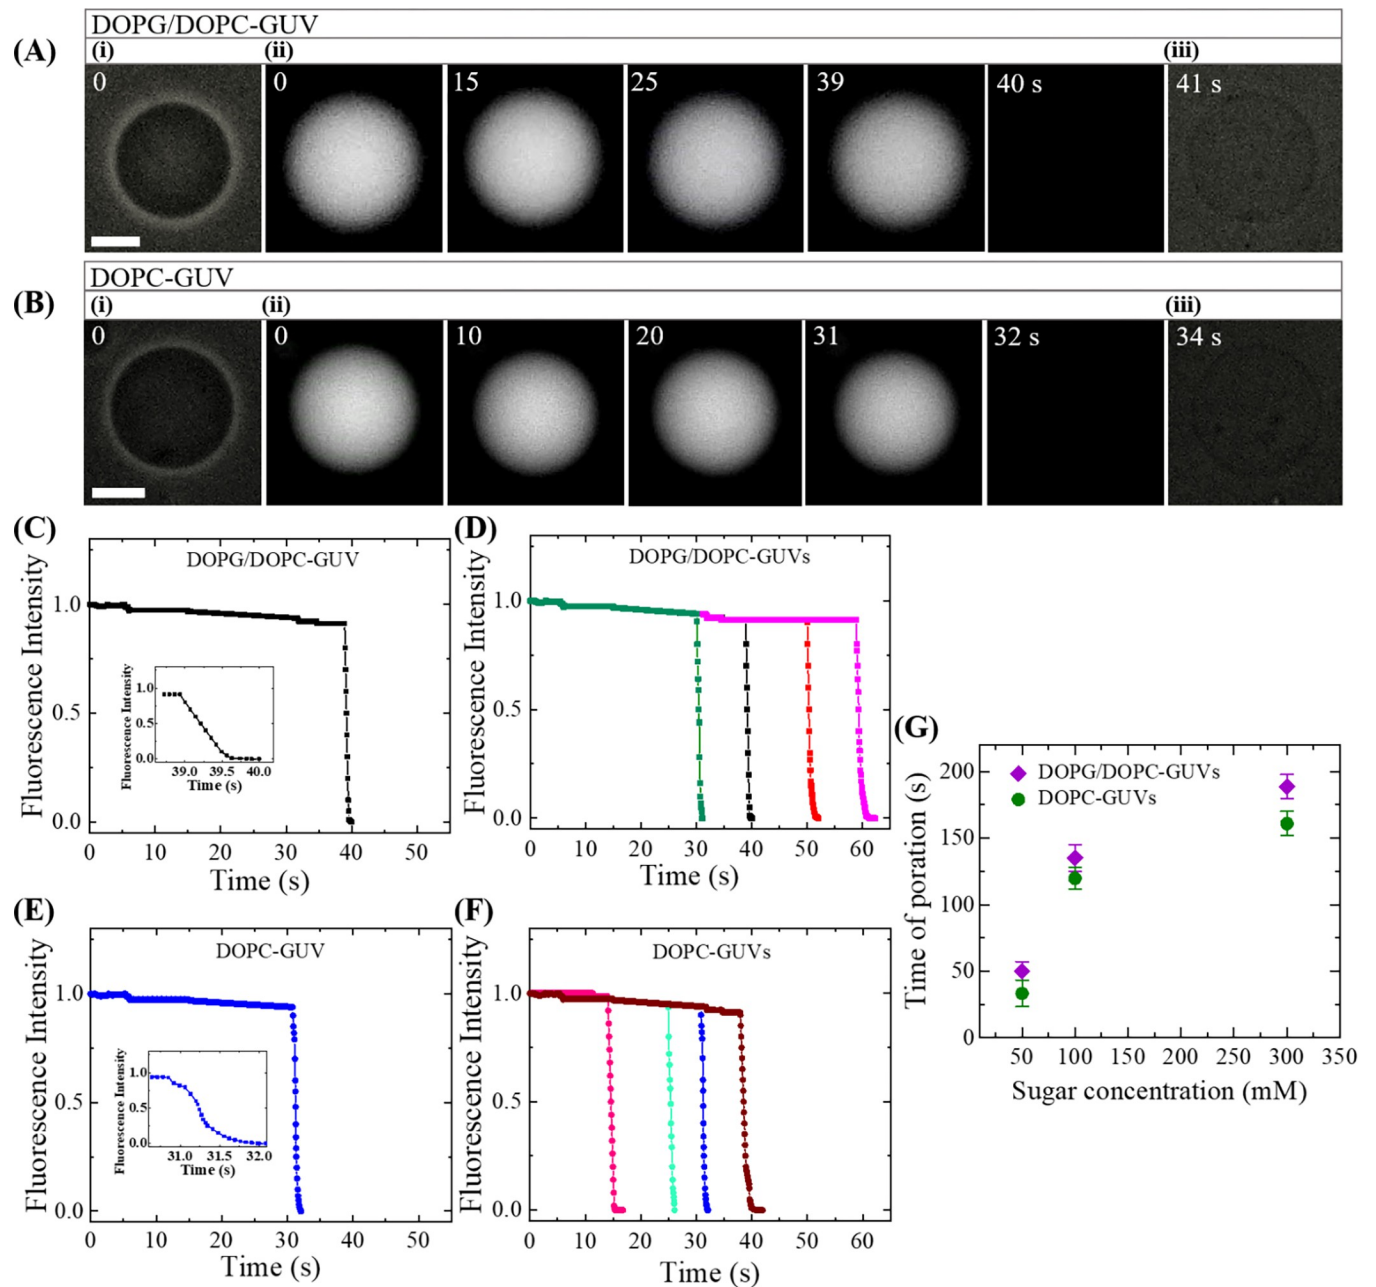 (A)
DOPG/DOPC-GUV
(i) (ii) (iii)
0 0 15 25 39 40 s 41 s
(B)
DOPC-GUV
(i) (ii) (iii)
0 0 10 20 31 32 s 34 s
(C)
DOPG/DOPC-GUV
Fluorescence Intensity
1.0
0.5
0.0
Fluorescence Intensity
1.0
0.5
0.0
39.0 39.5 40.0
Time (s)
0 10 20 30 40 50
Time (s)
(D)
DOPG/DOPC-GUVs
Fluorescence Intensity
1.0
0.5
0.0
0 10 20 30 40 50 60
Time (s)
(E)
DOPC-GUV
Fluorescence Intensity
1.0
0.5
0.0
Fluorescence Intensity
1.0
0.5
0.0
31.0 31.5 32.0
Time (s)
0 10 20 30 40 50
Time (s)
(F)
DOPC-GUVs
Fluorescence Intensity
1.0
0.5
0.0
0 10 20 30 40 50 60
Time (s)
(G)
DOPG/DOPC-GUVs
DOPC-GUVs
Time of poration (s)
200
150
100
50
0
50 100 150 200 250 300 350
Sugar concentration (mM)